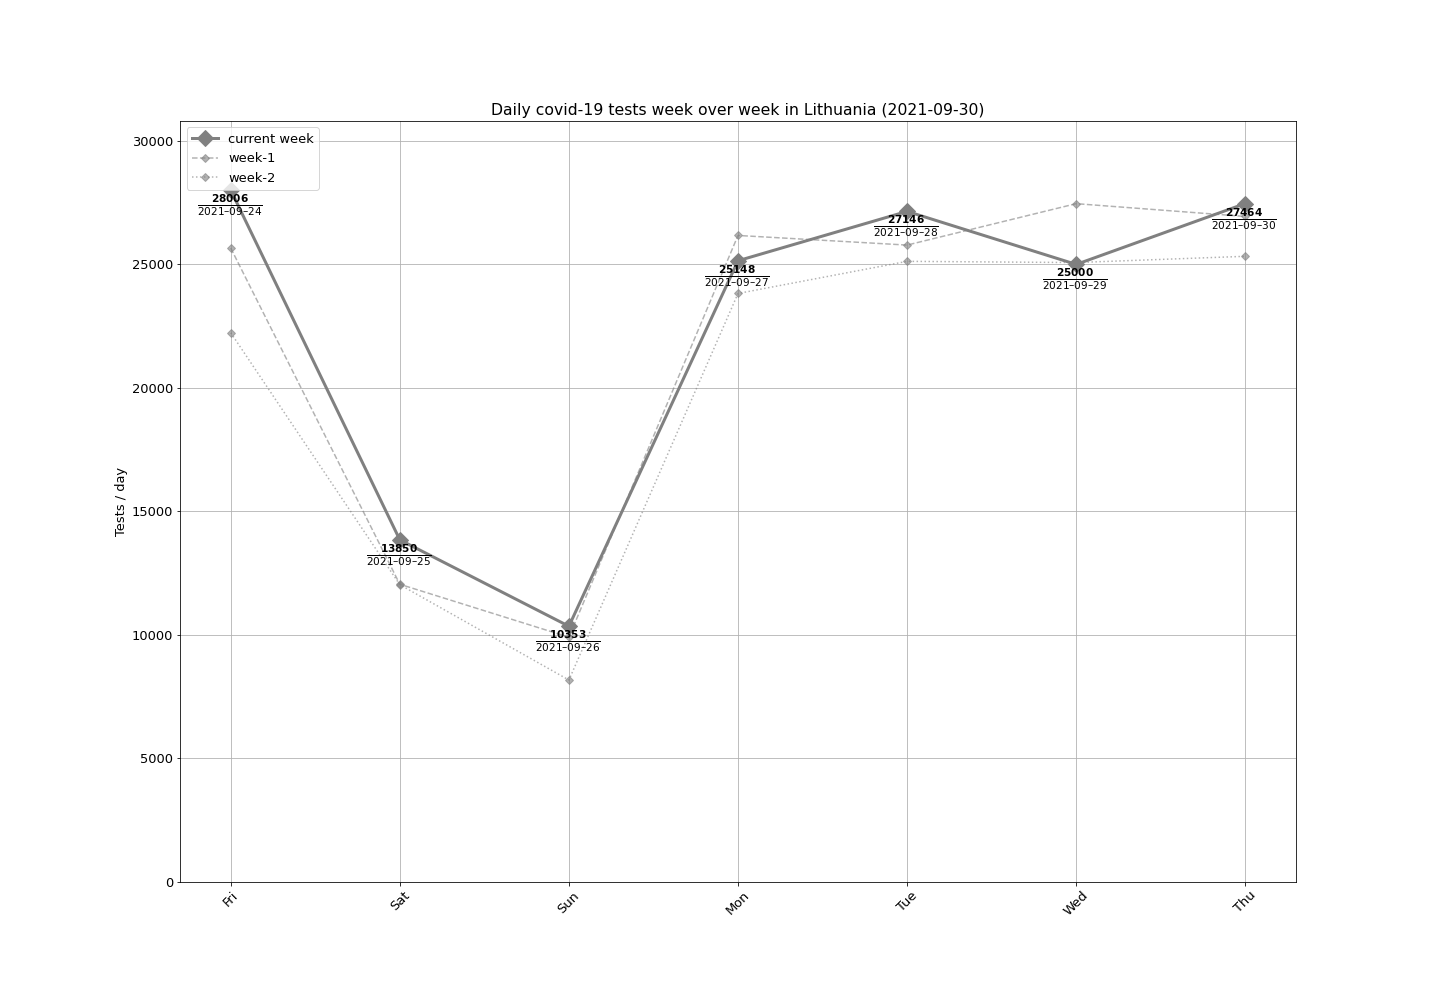 Daily covid-19 tests week over week in Lithuania (2021-09-30)
current week
week-1
week-2
30000
25000
20000
15000
10000
5000
0
Tests / day
28006
2021–09–24
13850
2021–09–25
10353
2021–09–26
25148
2021–09–27
27146
2021–09–28
25000
2021–09–29
27464
2021–09–30
Fri
Sat
Sun
Mon
Tue
Wed
Thu